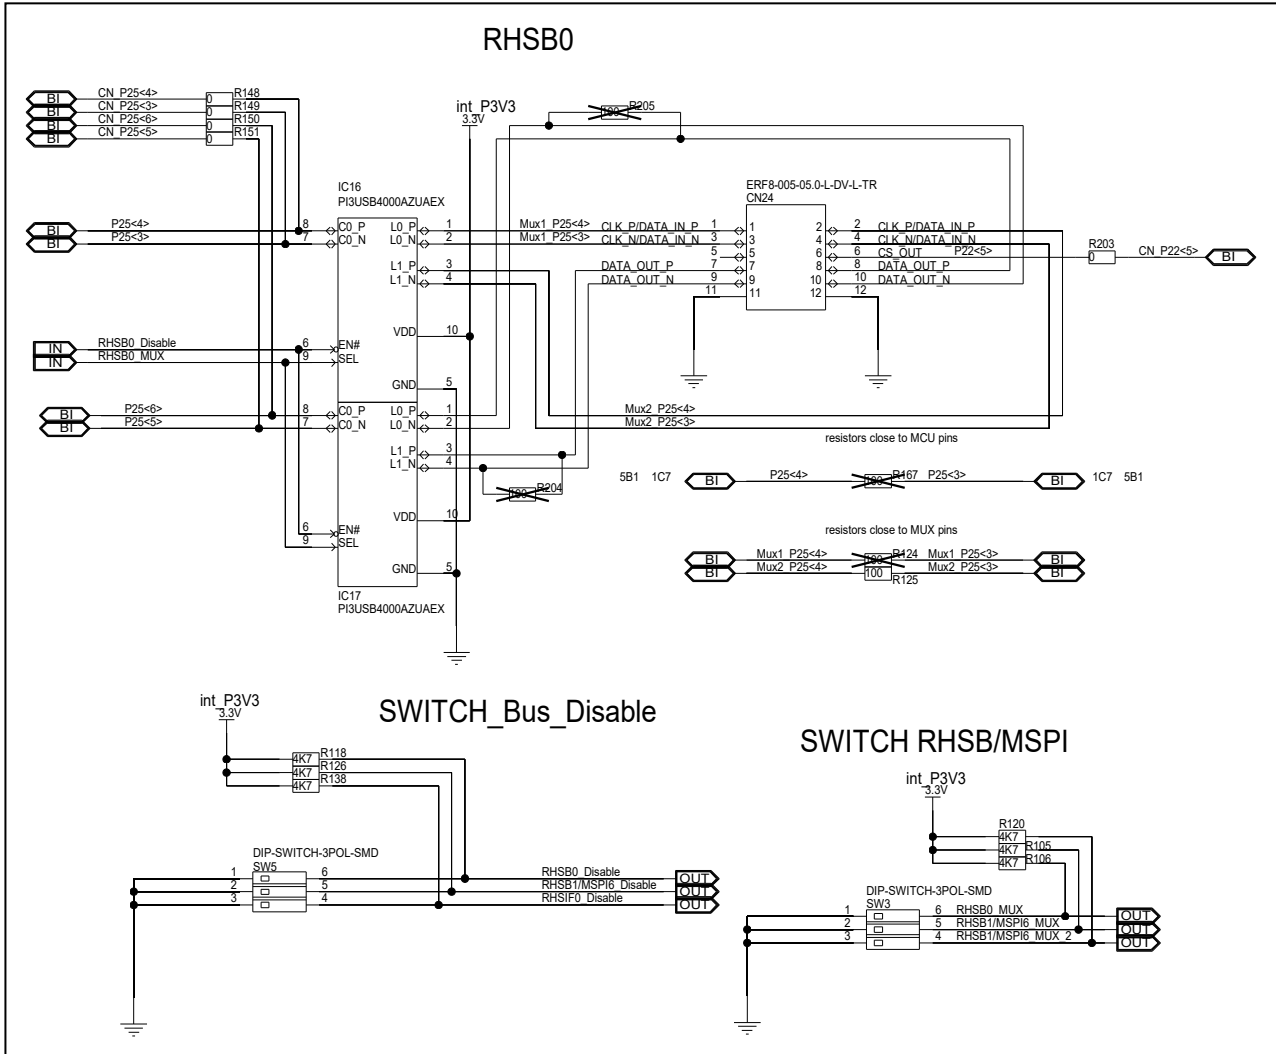 RHSB0
BI CN_P25<4> 0 R148
BI CN_P25<3> R149
BI CN_P25<6> R150
BI CN_P25<5> 0 R151
int_P3V3
3.3V
100 R205
IC16
PI3USB4000AZUAEX
ERF8-005-05.0-L-DV-L-TR
CN24
BI P25<4> 8 C0_P L0_P 1 Mux1_P25<4> CLK_P/DATA_IN_P 1 1 2 2 CLK_P/DATA_IN_P
BI P25<3> 7 C0_N L0_N 2 Mux1_P25<3> CLK_N/DATA_IN_N 3 3 4 4 CLK_N/DATA_IN_N
5 5 6 6 CS_OUT P22<5> R203 0 CN_P22<5> BI
L1_P 3 DATA_OUT_P 7 7 8 8 DATA_OUT_P
L1_N 4 DATA_OUT_N 9 9 10 10 DATA_OUT_N
11 11 12 12
VDD 10
IN RHSB0_Disable 6 EN#
IN RHSB0_MUX 9 SEL
GND 5
BI P25<6> 8 C0_P L0_P 1 Mux2_P25<4>
BI P25<5> 7 C0_N L0_N 2 Mux2_P25<3>
resistors close to MCU pins
L1_P 3
L1_N 4
100 R204
5B1 1C7 BI P25<4> 100 R167 P25<3> BI 1C7 5B1
VDD 10
6 EN#
9 SEL
resistors close to MUX pins
BI Mux1_P25<4> 100 R124 Mux1_P25<3> BI
BI Mux2_P25<4> 100 R125 Mux2_P25<3> BI
GND 5
IC17
PI3USB4000AZUAEX
SWITCH_Bus_Disable
int_P3V3
3.3V
4K7 R118
R126
4K7 R138
DIP-SWITCH-3POL-SMD
SW5
1 6 RHSB0_Disable OUT
2 5 RHSB1/MSPI6_Disable OUT
3 4 RHSIF0_Disable OUT
SWITCH RHSB/MSPI
int_P3V3
3.3V
R120
4K7 R105
4K7 R106
4K7
DIP-SWITCH-3POL-SMD
SW3
1 6 RHSB0_MUX OUT
2 5 RHSB1/MSPI6_MUX OUT
3 4 RHSB1/MSPI6_MUX_2 OUT